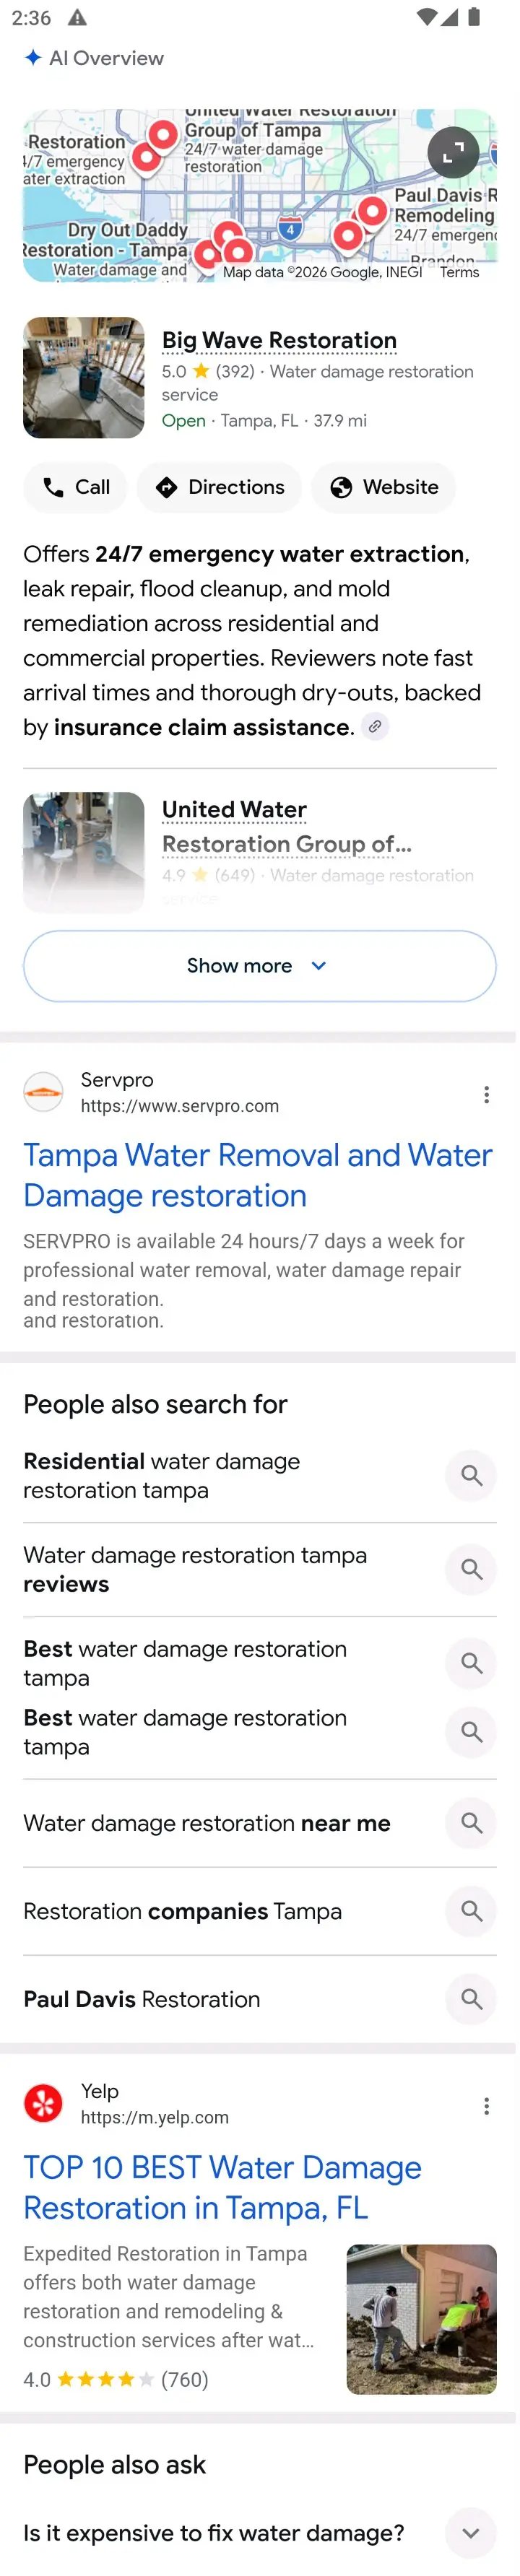 2:36
AI Overview
United Water Restoration
Group of Tampa
24/7 water damage
restoration
Restoration
4/7 emergency
ater extraction
Paul Davis R
Remodeling
24/7 emergenc
Dry Out Daddy
Restoration - Tampa
Water damage and
4
Brandon
Map data ©2026 Google, INEGI Terms
Big Wave Restoration
5.0 ★ (392) · Water damage restoration
service
Open · Tampa, FL · 37.9 mi
Call Directions Website
Offers 24/7 emergency water extraction,
leak repair, flood cleanup, and mold
remediation across residential and
commercial properties. Reviewers note fast
arrival times and thorough dry-outs, backed
by insurance claim assistance.
United Water
Restoration Group of...
4.9 ★ (649) · Water damage restoration
service
Show more
Servpro
https://www.servpro.com
Tampa Water Removal and Water
Damage restoration
SERVPRO is available 24 hours/7 days a week for
professional water removal, water damage repair
and restoration.
and restoration.
People also search for
Residential water damage
restoration tampa
Water damage restoration tampa
reviews
Best water damage restoration
tampa
Best water damage restoration
tampa
Water damage restoration near me
Restoration companies Tampa
Paul Davis Restoration
Yelp
https://m.yelp.com
TOP 10 BEST Water Damage
Restoration in Tampa, FL
Expedited Restoration in Tampa
offers both water damage
restoration and remodeling &
construction services after wat...
4.0 ★★★★★ (760)
People also ask
Is it expensive to fix water damage?